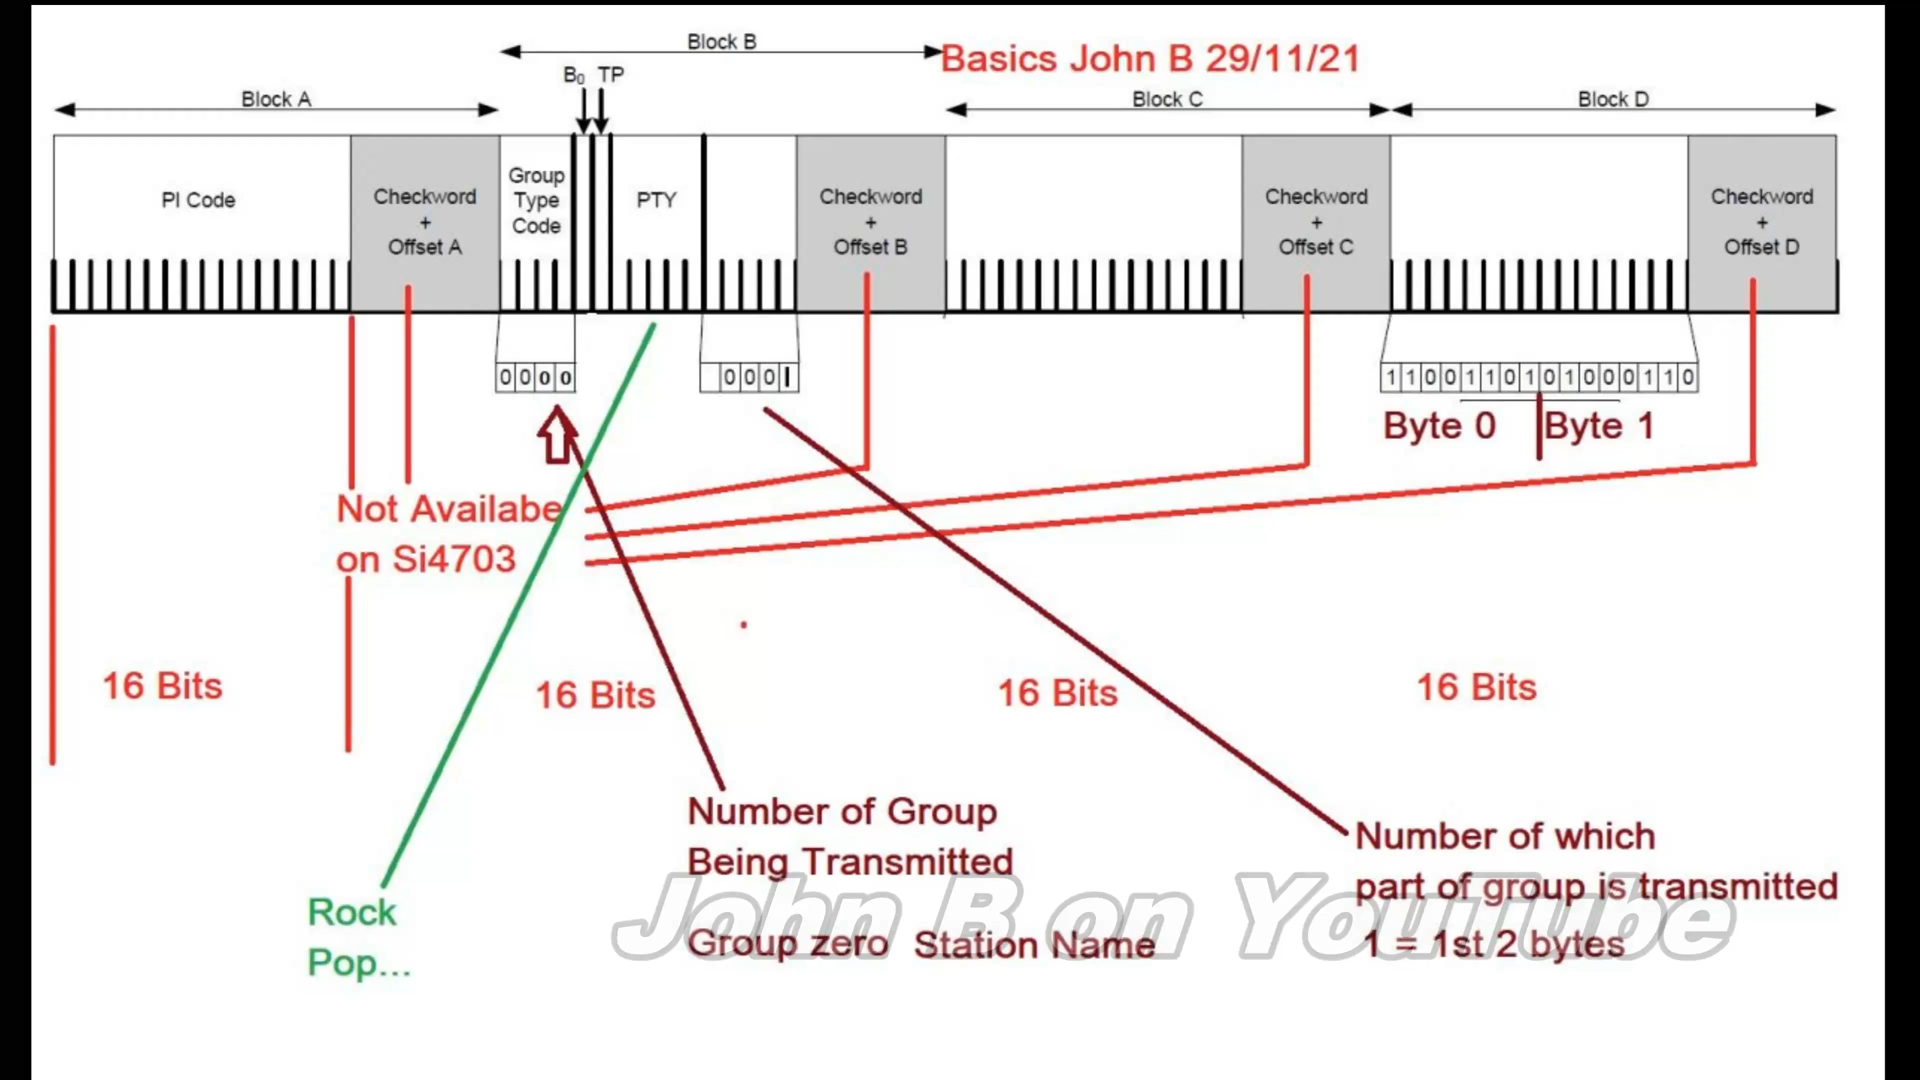 Block B
Basics John B 29/11/21
B0 TP
Block A
Block C
Block D
PI Code
Checkword
+
Offset A
Group
Type
Code
PTY
Checkword
+
Offset B
Checkword
+
Offset C
Checkword
+
Offset D
0 0 0 0
0 0 0 1
1 1 0 0 1 1 0 1 0 1 0 0 0 1 1 0
Byte 0
Byte 1
Not Availabe
on Si4703
16 Bits
16 Bits
16 Bits
16 Bits
Number of Group
Being Transmitted
Group zero Station Name
Number of which
part of group is transmitted
1 = 1st 2 bytes
Rock
Pop...
John B on YouTube